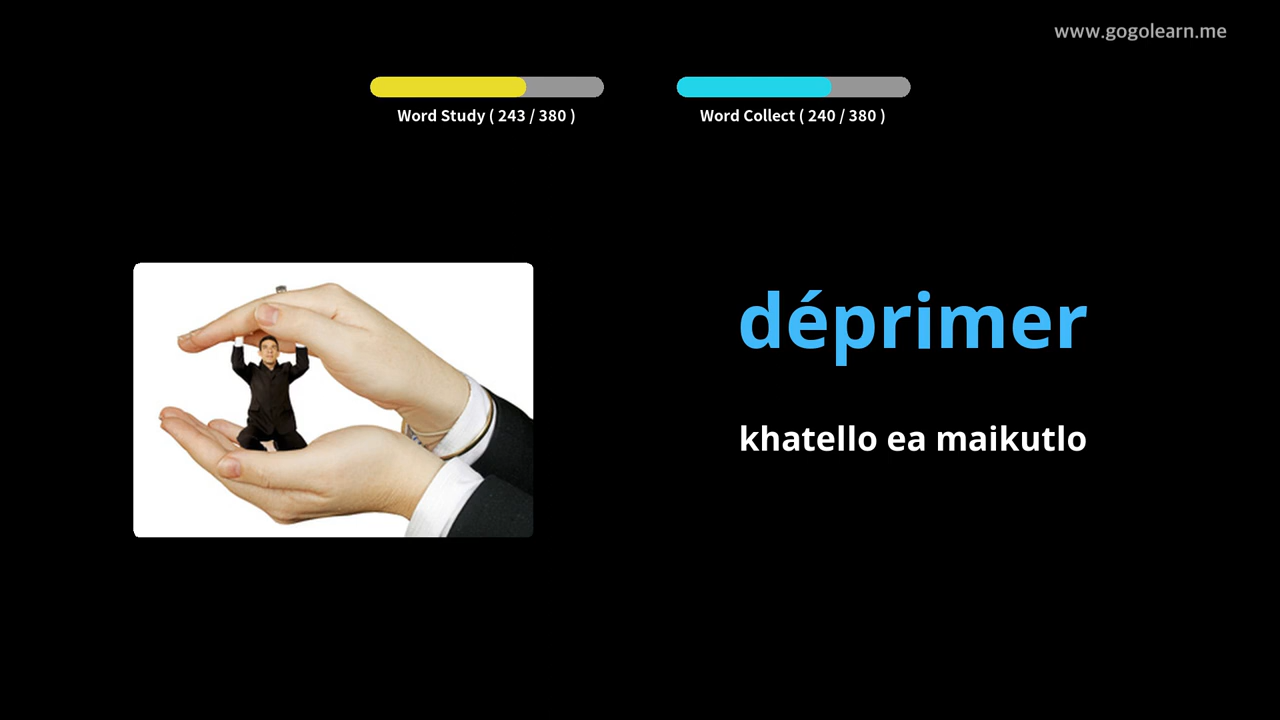 www.gogolearn.me
Word Study ( 243 / 380 )
Word Collect ( 240 / 380 )
déprimer
khatello ea maikutlo